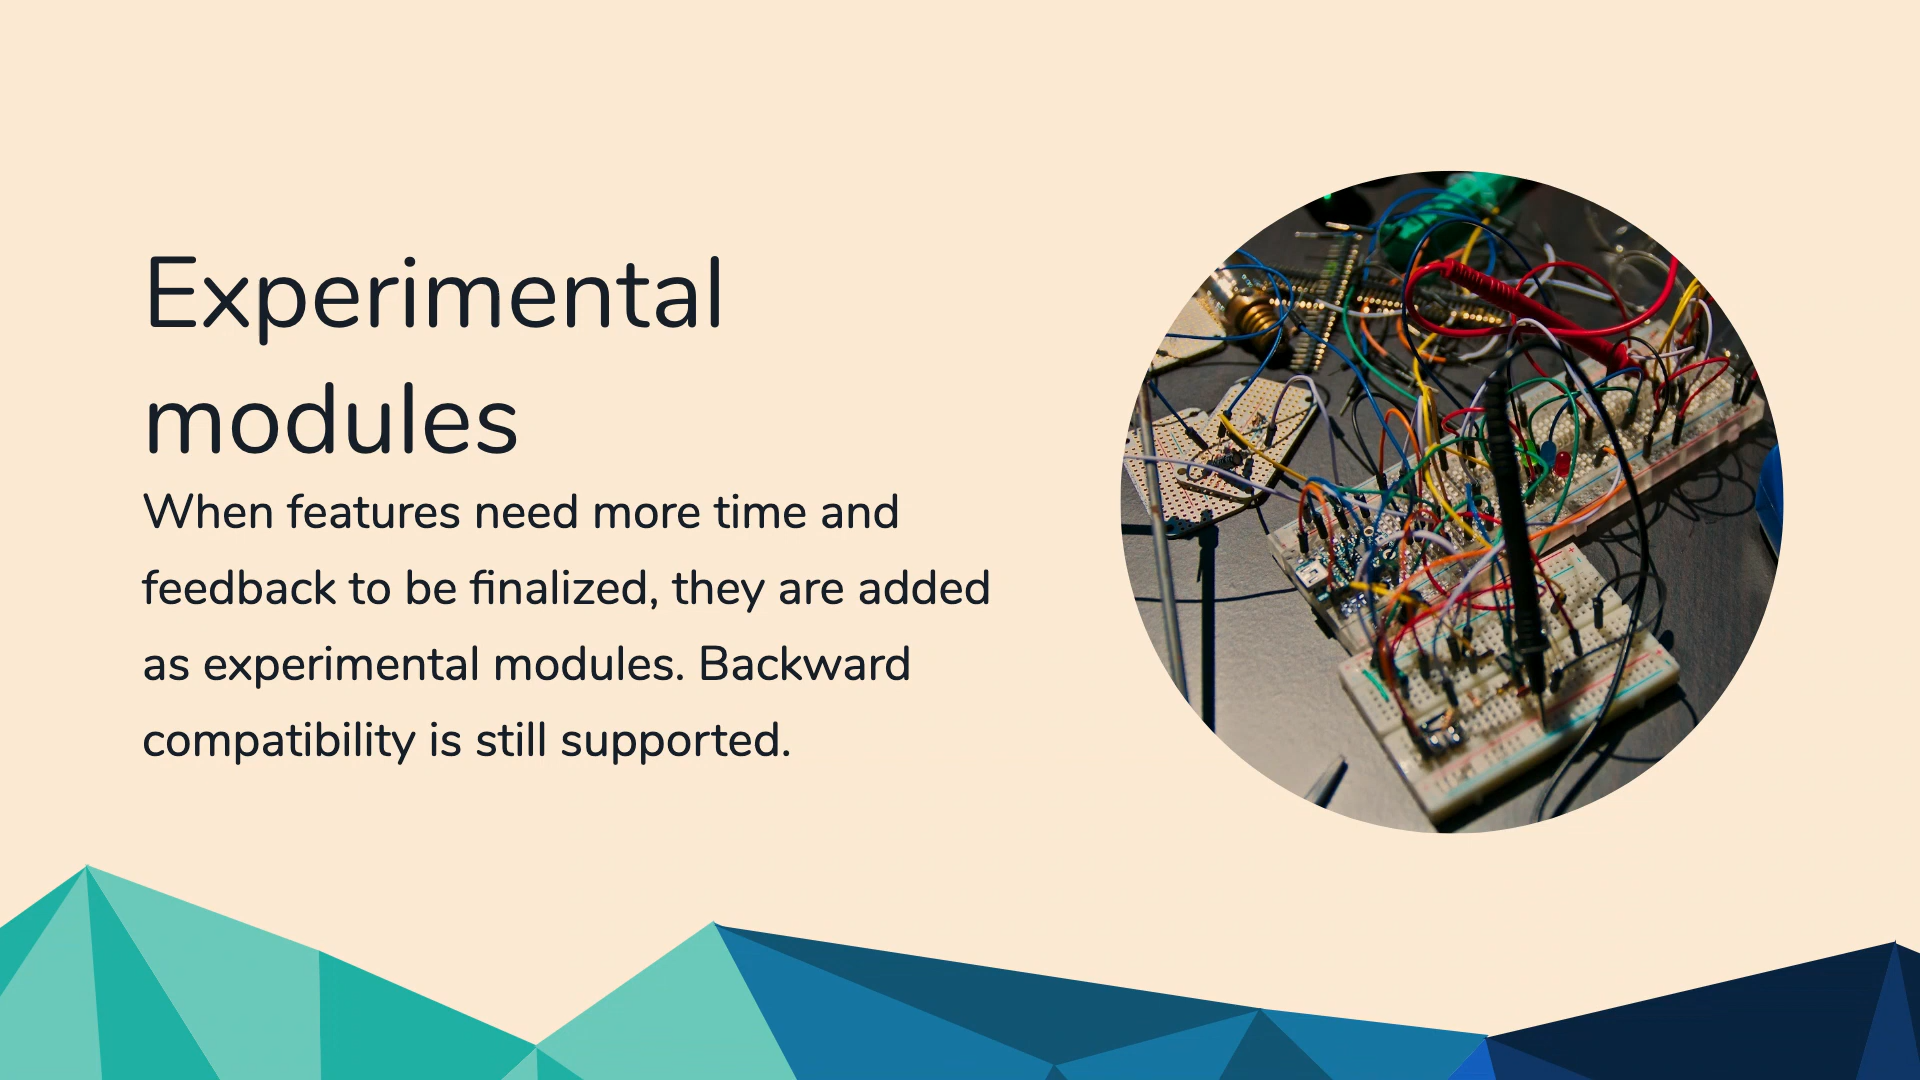 Experimental
modules
When features need more time and
feedback to be finalized, they are added
as experimental modules. Backward
compatibility is still supported.